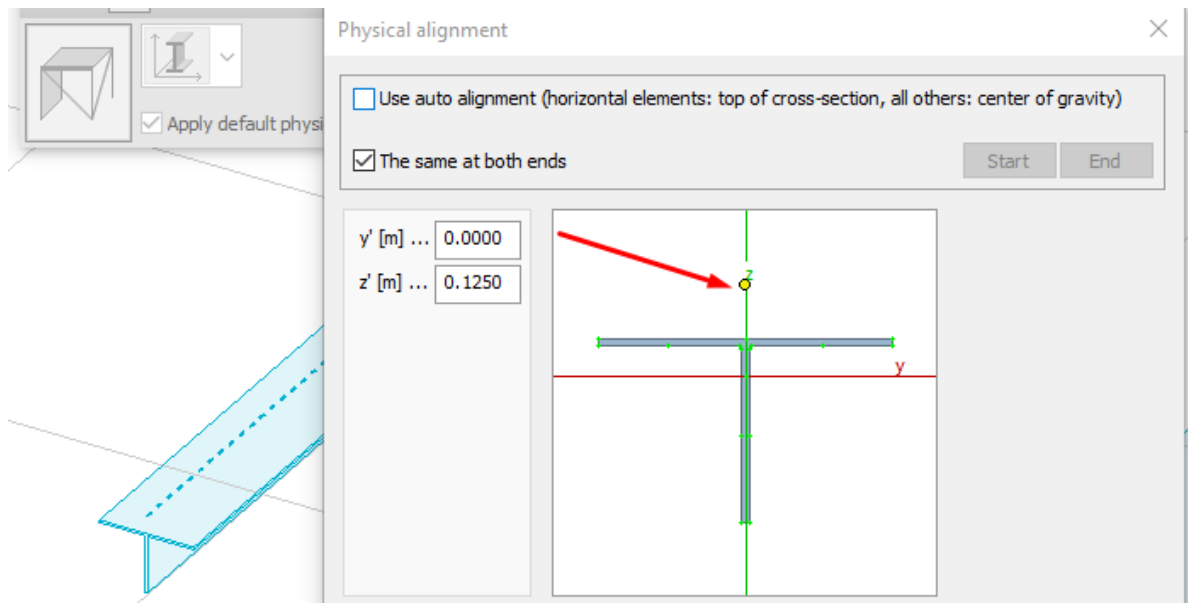 Physical alignment
Apply default physi
Use auto alignment (horizontal elements: top of cross-section, all others: center of gravity)
The same at both ends
Start
End
y' [m] ... 0.0000
z' [m] ... 0.1250
z
y